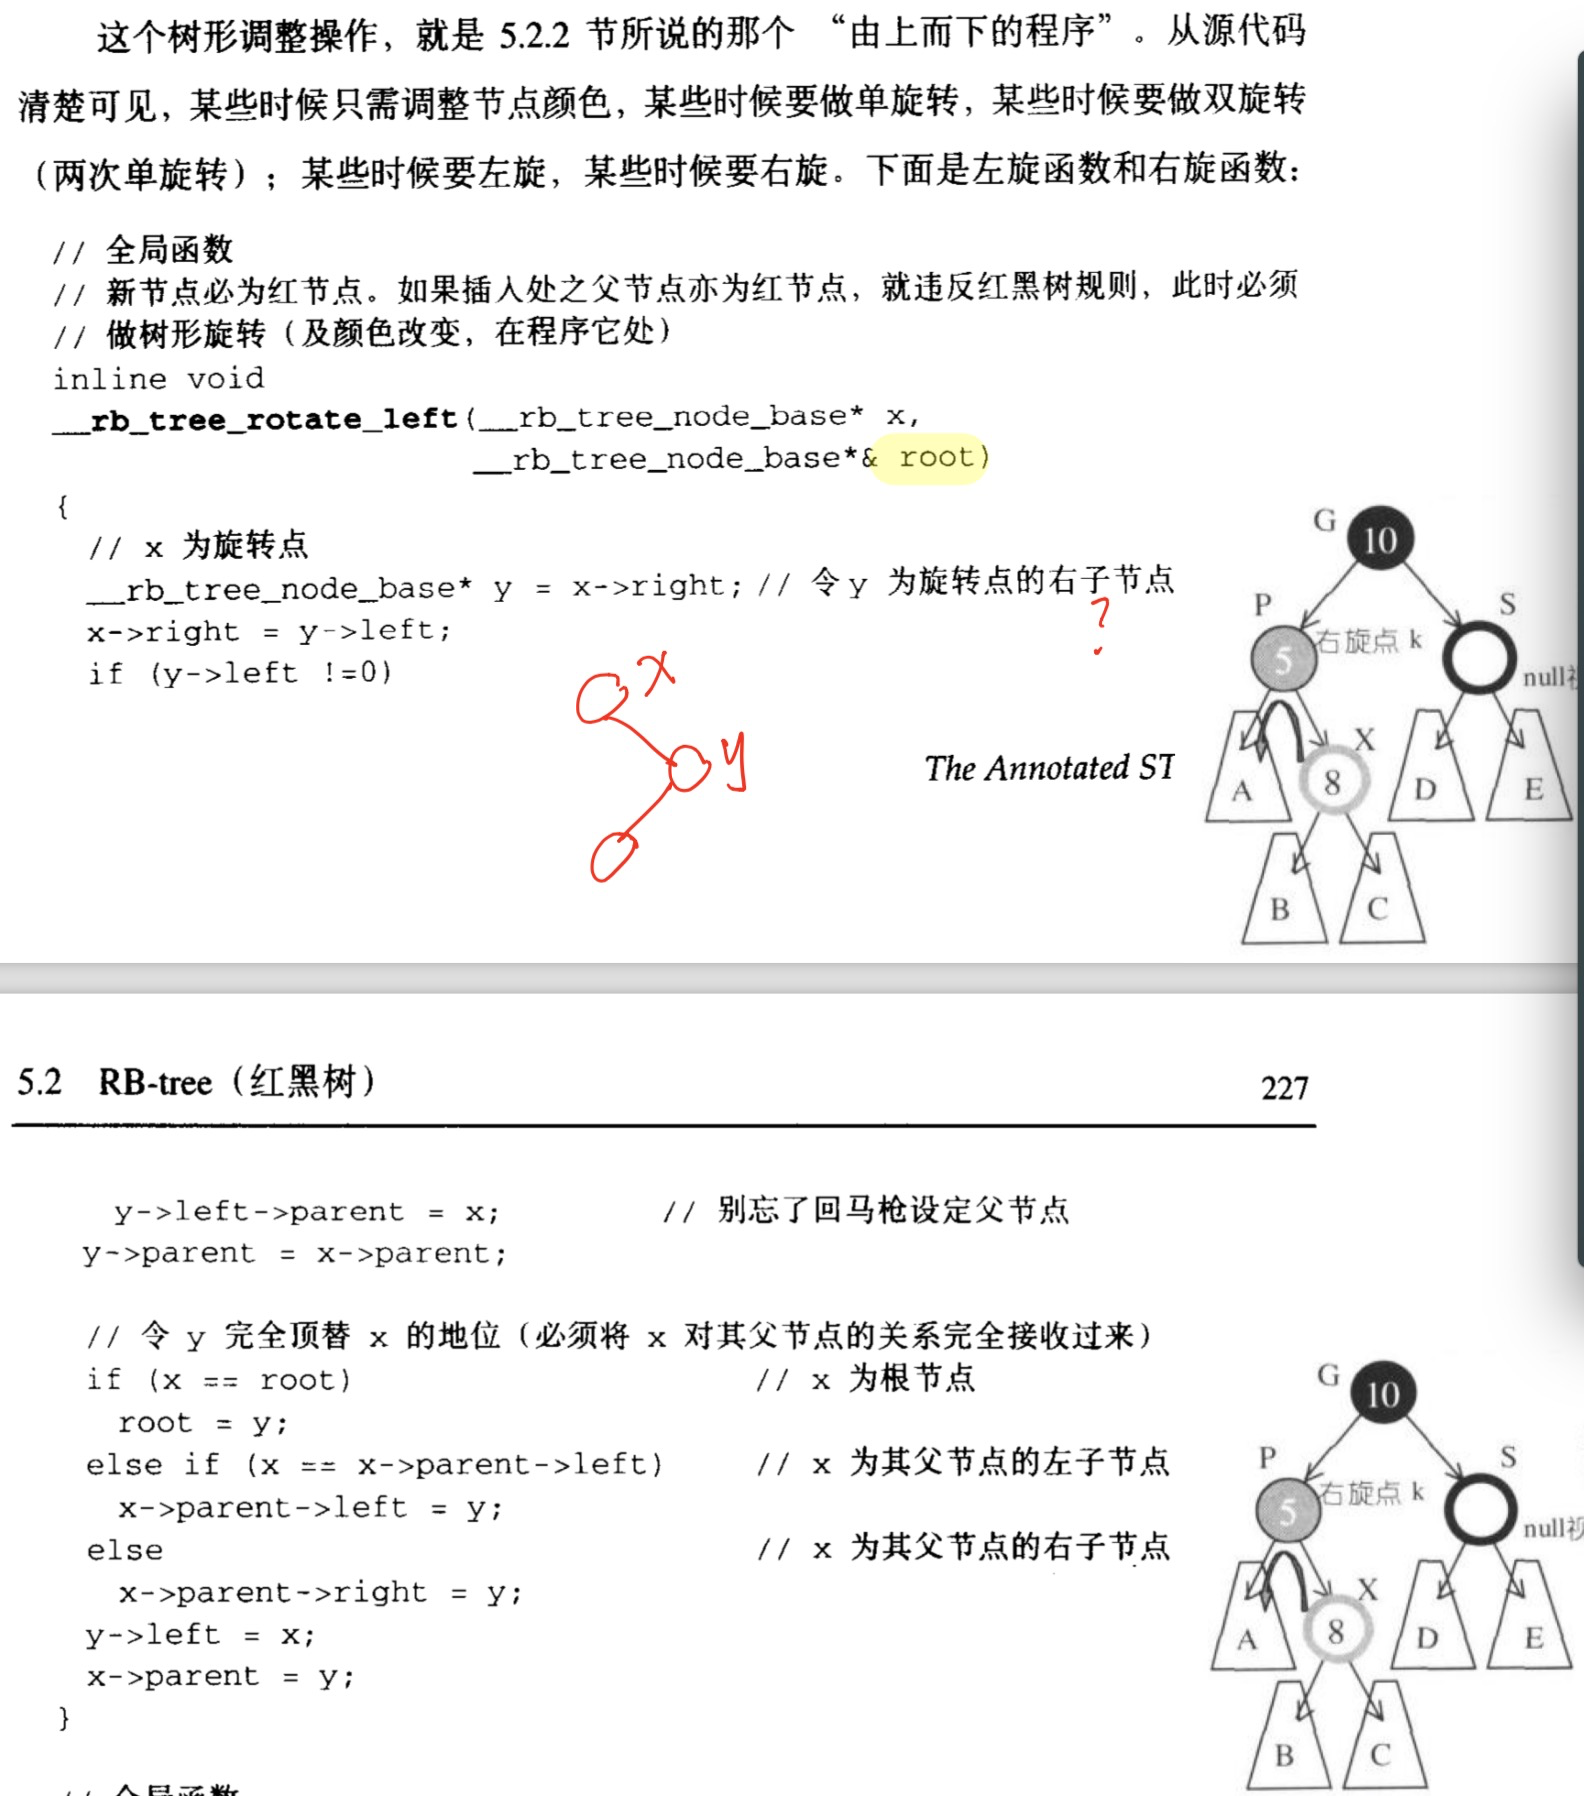 这个树形调整操作，就是 5.2.2 节所说的那个 “由上而下的程序”。从源代码
清楚可见，某些时候只需调整节点颜色，某些时候要做单旋转，某些时候要做双旋转
（两次单旋转）；某些时候要左旋，某些时候要右旋。下面是左旋函数和右旋函数：
// 全局函数
// 新节点必为红节点。如果插入处之父节点亦为红节点，就违反红黑树规则，此时必须
// 做树形旋转（及颜色改变，在程序它处）
inline void
__rb_tree_rotate_left(__rb_tree_node_base* x,
__rb_tree_node_base*& root)
{
// x 为旋转点
__rb_tree_node_base* y = x->right; // 令 y 为旋转点的右子节点
?
x->right = y->left;
if (y->left !=0)
x
y
G
10
P
S
5
右旋点 k
null
X
A
8
D
E
B
C
The Annotated ST
5.2 RB-tree（红黑树）
227
y->left->parent = x; // 别忘了回马枪设定父节点
y->parent = x->parent;
// 令 y 完全顶替 x 的地位（必须将 x 对其父节点的关系完全接收过来）
if (x == root) // x 为根节点
root = y;
else if (x == x->parent->left) // x 为其父节点的左子节点
x->parent->left = y;
else // x 为其父节点的右子节点
x->parent->right = y;
y->left = x;
x->parent = y;
}
G
10
P
S
5
右旋点 k
null视
X
A
8
D
E
B
C
// 全局函数